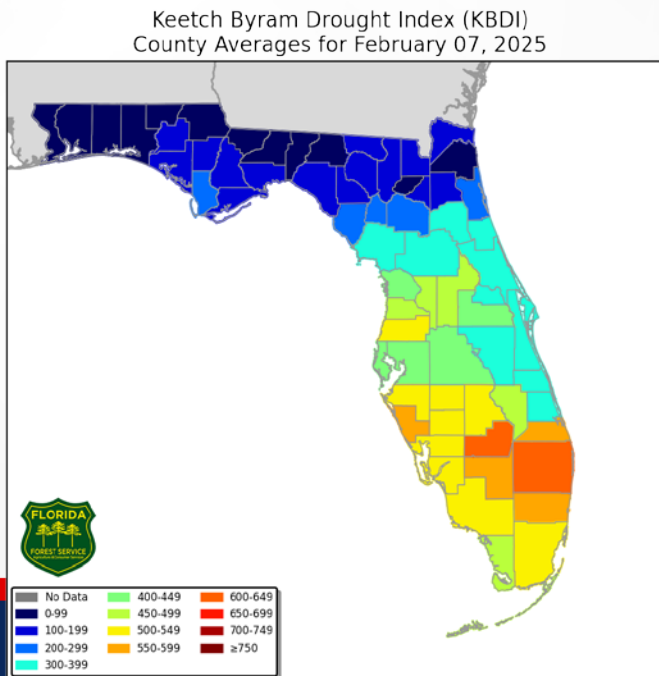 Keetch Byram Drought Index (KBDI)
County Averages for February 07, 2025
FLORIDA
FOREST SERVICE
No Data
0-99
100-199
200-299
300-399
400-449
450-499
500-549
550-599
600-649
650-699
700-749
≥750